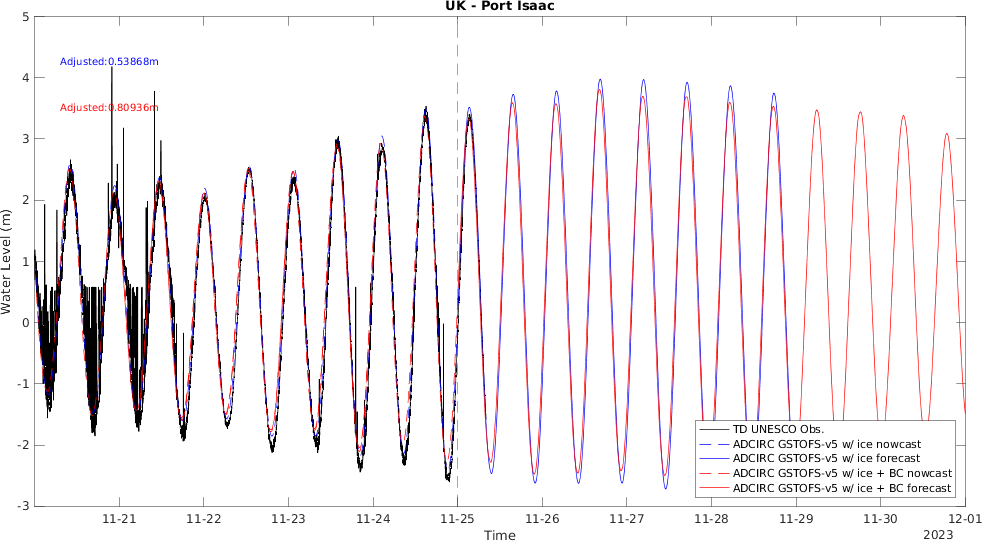 UK - Port Isaac
5
4
3
2
1
0
-1
-2
-3
Water Level (m)
Adjusted:0.53868m
Adjusted:0.80936m
TD UNESCO Obs.
ADCIRC GSTOFS-v5 w/ ice nowcast
ADCIRC GSTOFS-v5 w/ ice forecast
ADCIRC GSTOFS-v5 w/ ice + BC nowcast
ADCIRC GSTOFS-v5 w/ ice + BC forecast
11-21
11-22
11-23
11-24
11-25
11-26
11-27
11-28
11-29
11-30
12-01
Time
2023